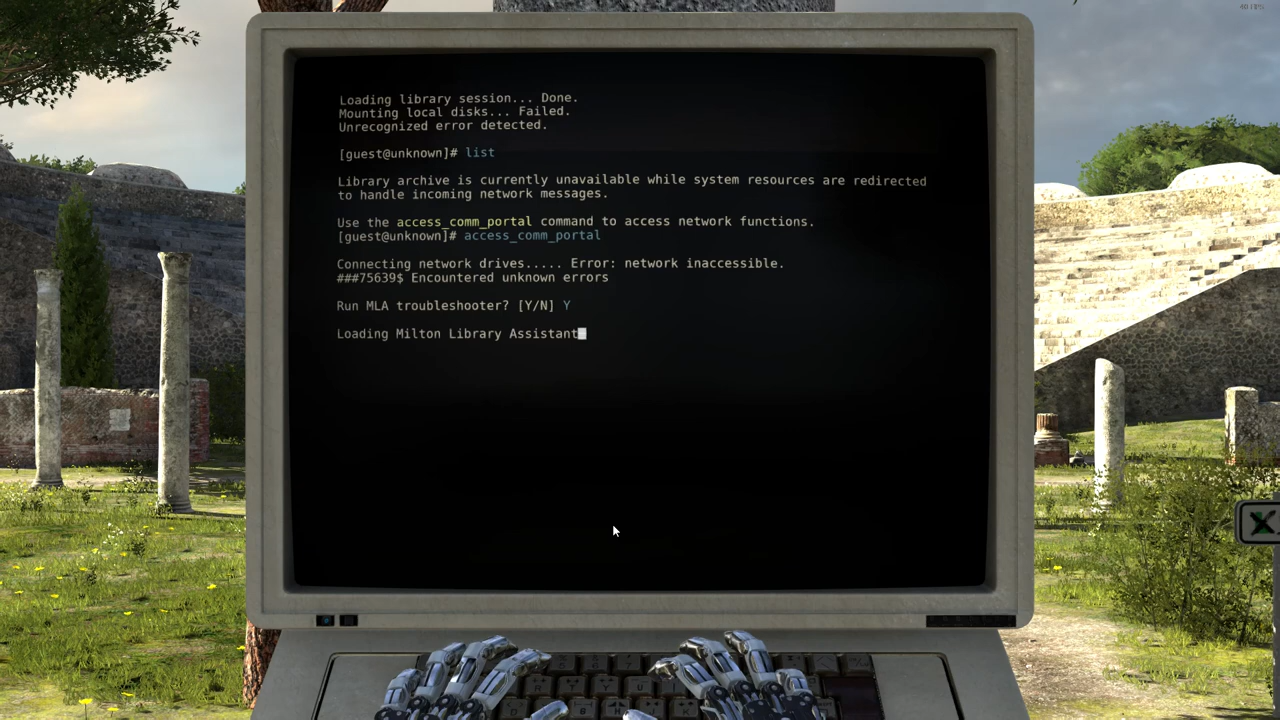 40 FPS
Loading library session... Done.
Mounting local disks... Failed.
Unrecognized error detected.
[guest@unknown]# list
Library archive is currently unavailable while system resources are redirected
to handle incoming network messages.
Use the access_comm_portal command to access network functions.
[guest@unknown]# access_comm_portal
Connecting network drives..... Error: network inaccessible.
###75639$ Encountered unknown errors
Run MLA troubleshooter? [Y/N] Y
Loading Milton Library Assistant
X
R T Y U